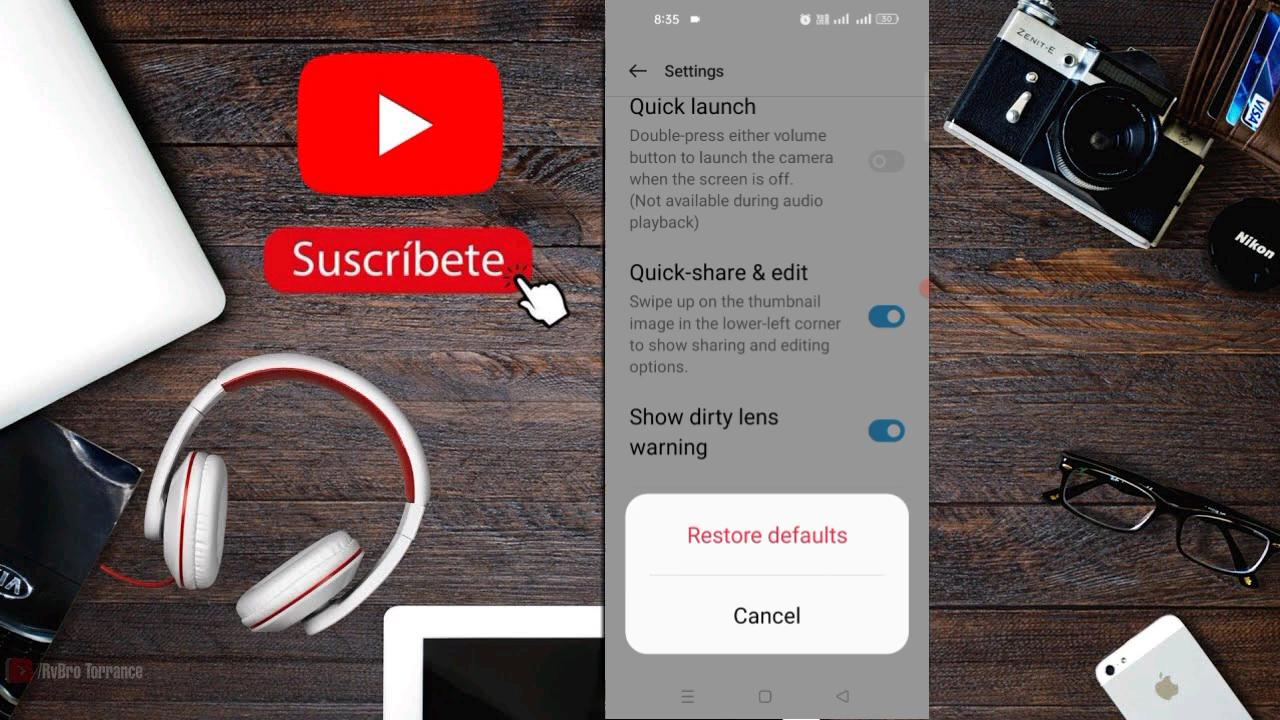 Suscríbete
/RvBro Torrance
8:35
30
Settings
Quick launch
Double-press either volume
button to launch the camera
when the screen is off.
(Not available during audio
playback)
Quick-share & edit
Swipe up on the thumbnail
image in the lower-left corner
to show sharing and editing
options.
Show dirty lens
warning
Restore defaults
Cancel
ZENIT-E
VISA
Nikon